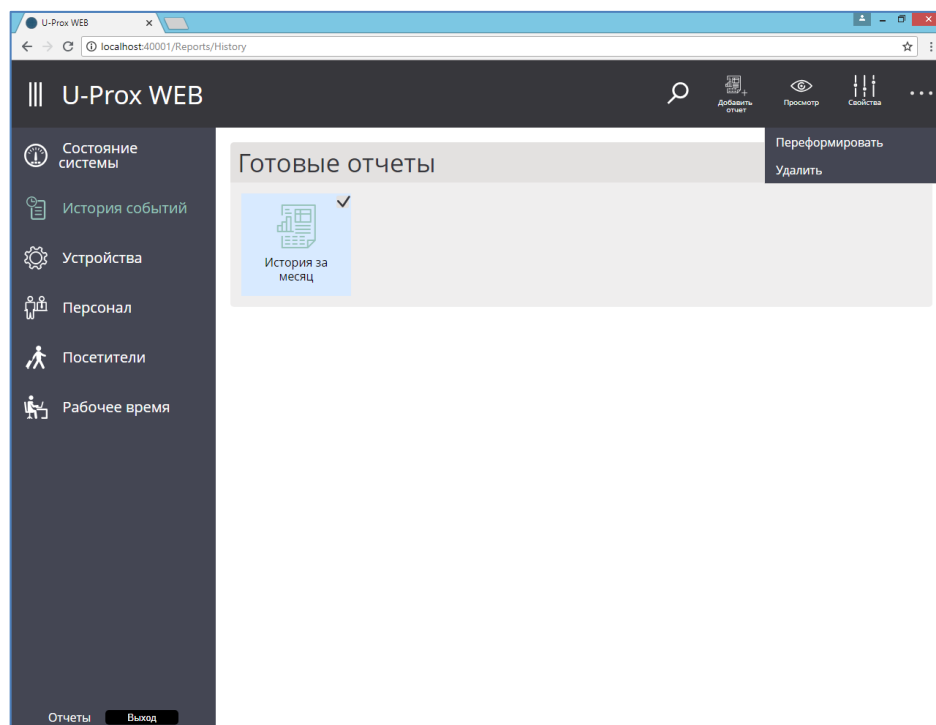 U-Prox WEB
localhost:40001/Reports/History
U-Prox WEB
Добавить
отчет
Просмотр
Свойства
Переформировать
Удалить
Состояние
системы
История событий
Устройства
Персонал
Посетители
Рабочее время
Готовые отчеты
История за
месяц
Отчеты
Выход